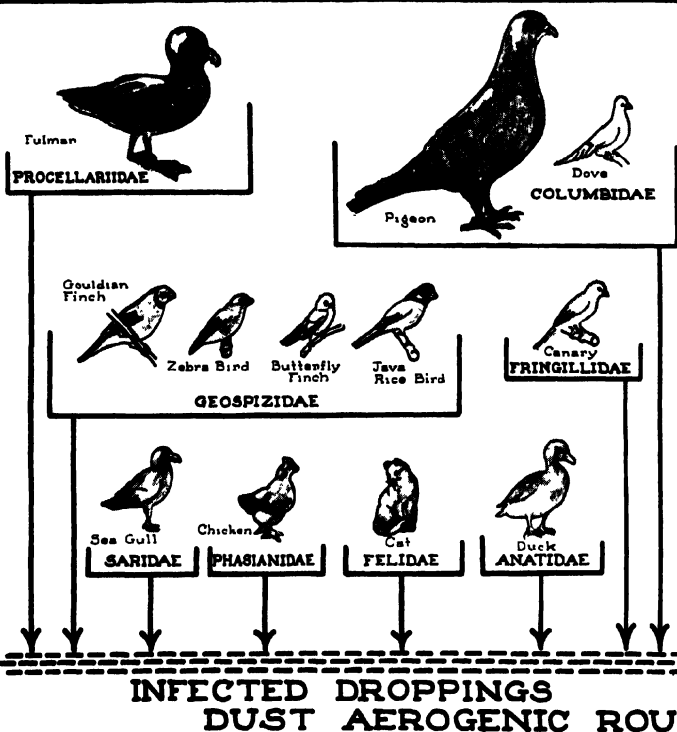 Fulmar
PROCELLARIIDAE
Dove
COLUMBIDAE
Pigeon
Gouldian
Finch
Zebra Bird
Butterfly
Finch
Java
Rice Bird
GEOSPIZIDAE
Canary
FRINGILLIDAE
Sea Gull
SARIDAE
Chicken
PHASIANIDAE
Cat
FELIDAE
Duck
ANATIDAE
INFECTED DROPPINGS
DUST AEROGENIC ROU